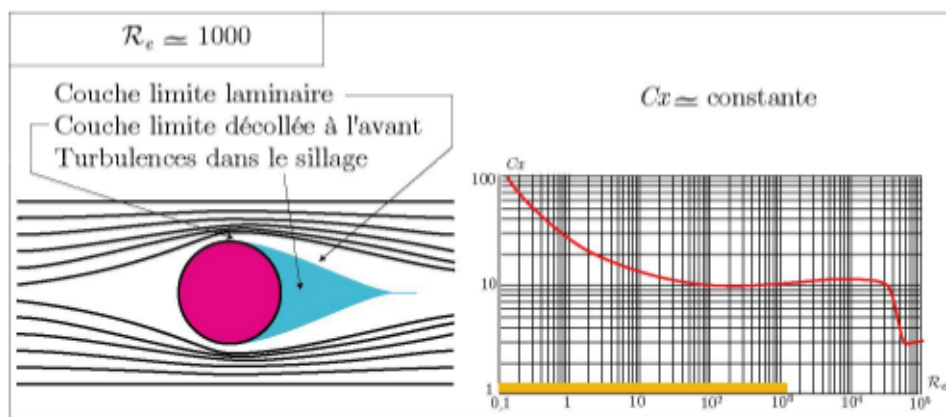 ℛₑ ≃ 1000
Couche limite laminaire
Couche limite décollée à l'avant
Turbulences dans le sillage
Cx ≃ constante
Cx
100
10
1
0,1 1 10 10² 10³ 10⁴ 10⁵
ℛₑ